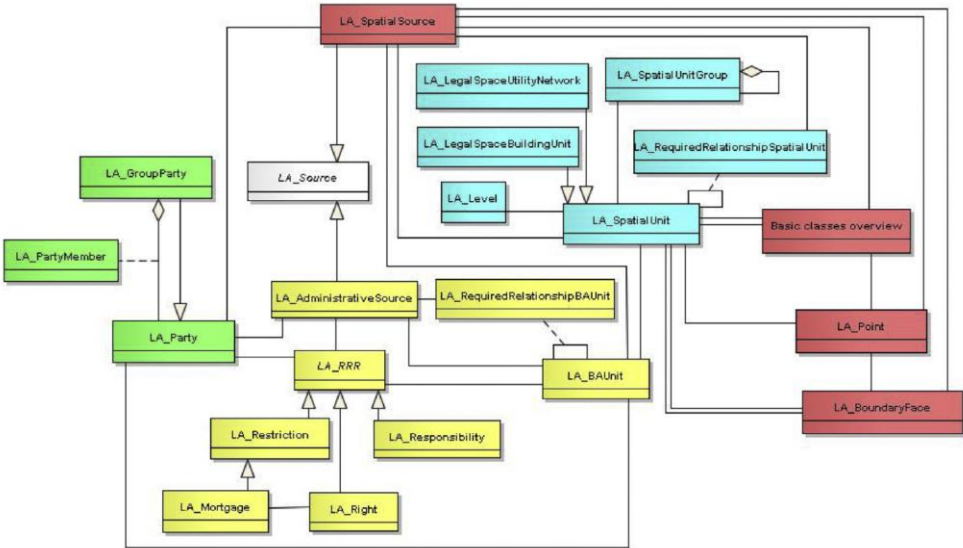 LA_SpatialSource
LA_LegalSpaceUtilityNetwork
LA_SpatialUnitGroup
LA_LegalSpaceBuildingUnit
LA_RequiredRelationshipSpatialUnit
LA_GroupParty
LA_Source
LA_Level
LA_SpatialUnit
Basic classes overview
LA_PartyMember
LA_AdministrativeSource
LA_RequiredRelationshipBAUnit
LA_Party
LA_Point
LA_RRR
LA_BAUnit
LA_BoundaryFace
LA_Restriction
LA_Responsibility
LA_Mortgage
LA_Right